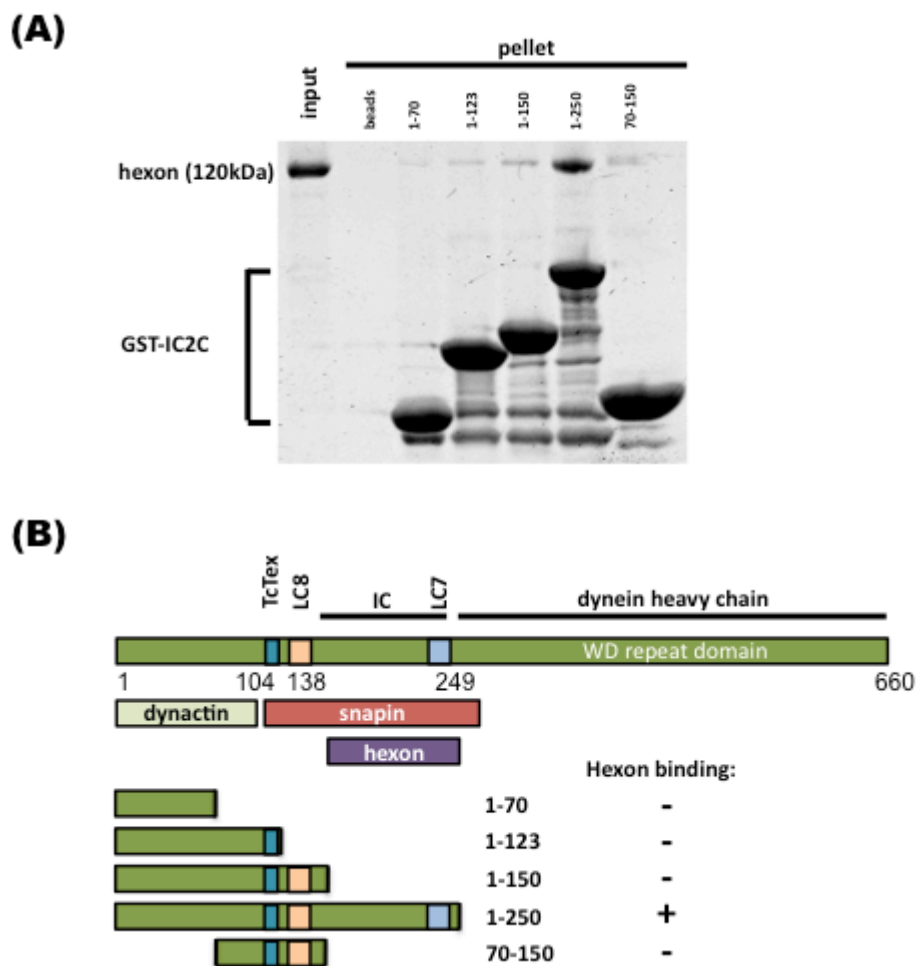 (A)
pellet
input
beads
1-70
1-123
1-150
1-250
70-150
hexon (120kDa)
GST-IC2C
(B)
TcTex
LC8
IC
LC7
dynein heavy chain
WD repeat domain
1 104 138 249 660
dynactin
snapin
hexon
Hexon binding:
1-70 -
1-123 -
1-150 -
1-250 +
70-150 -